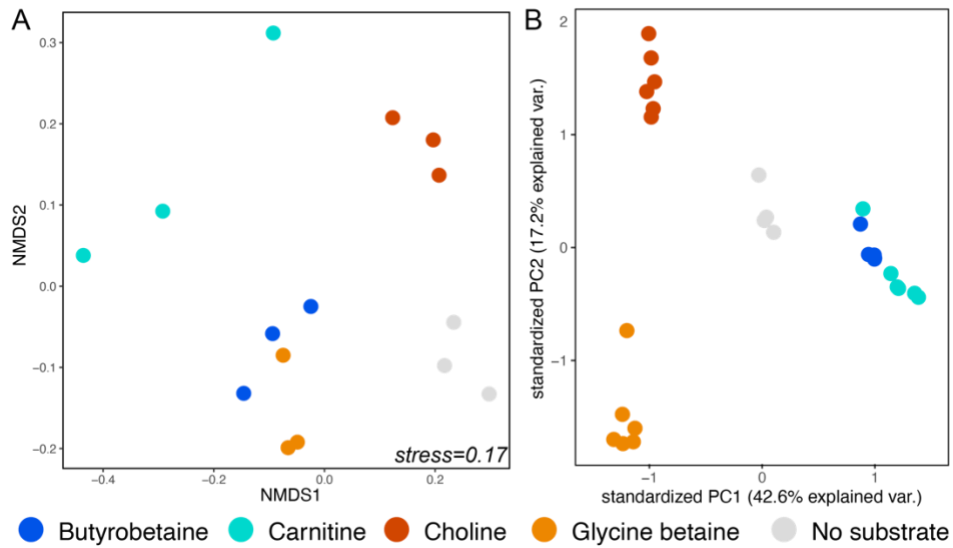 A
0.3
0.2
0.1
0.0
−0.1
−0.2
NMDS2
−0.4
−0.2
0.0
0.2
NMDS1
stress=0.17
B
2
1
0
−1
standardized PC2 (17.2% explained var.)
−1
0
1
standardized PC1 (42.6% explained var.)
Butyrobetaine Carnitine Choline Glycine betaine No substrate